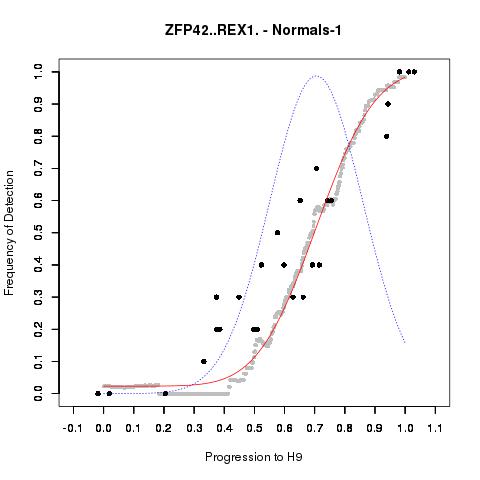 ZFP42..REX1. - Normals-1
Frequency of Detection
1.0
0.9
0.8
0.7
0.6
0.5
0.4
0.3
0.2
0.1
0.0
-0.1 0.0 0.1 0.2 0.3 0.4 0.5 0.6 0.7 0.8 0.9 1.0 1.1
Progression to H9